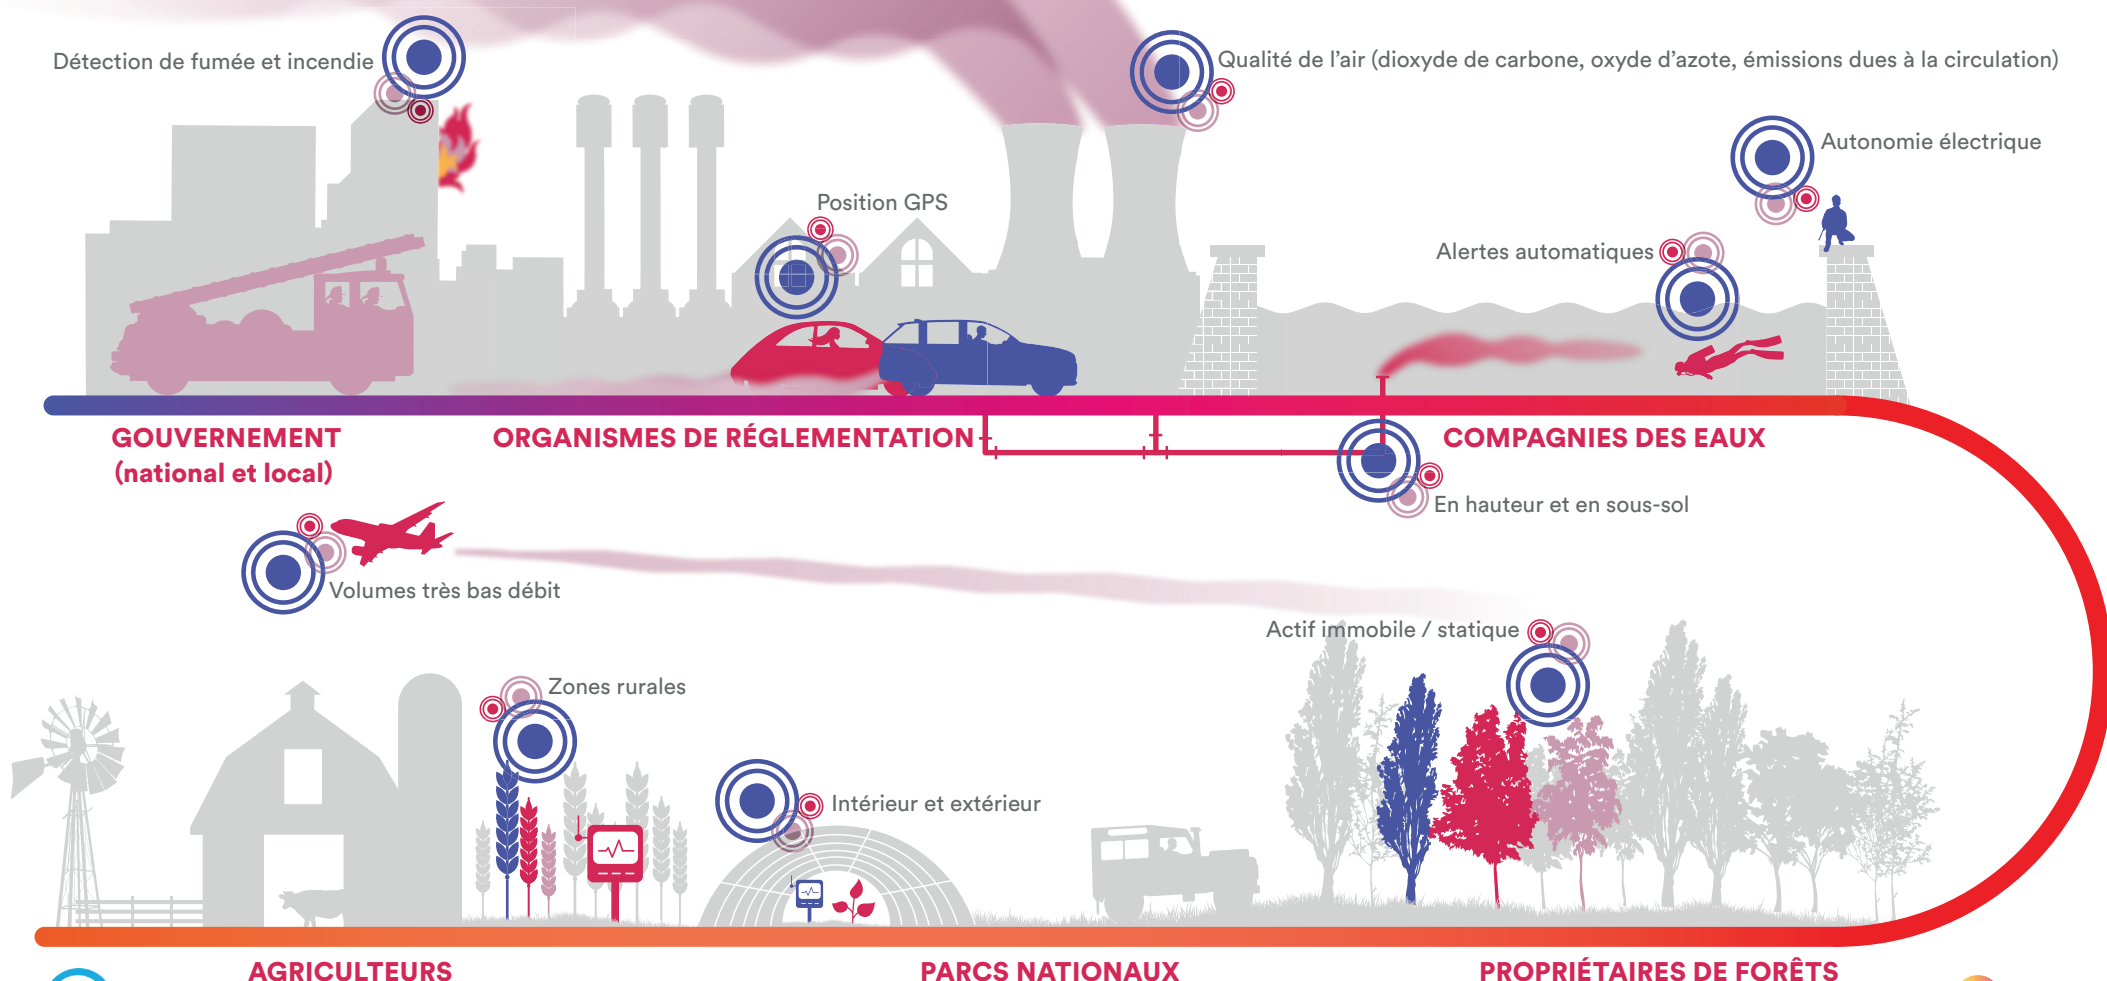 Détection de fumée et incendie
Qualité de l’air (dioxyde de carbone, oxyde d’azote, émissions dues à la circulation)
Autonomie électrique
Position GPS
Alertes automatiques
GOUVERNEMENT
(national et local)
ORGANISMES DE RÉGLEMENTATION
COMPAGNIES DES EAUX
En hauteur et en sous-sol
Volumes très bas débit
Actif immobile / statique
Zones rurales
Intérieur et extérieur
AGRICULTEURS
PARCS NATIONAUX
PROPRIÉTAIRES DE FORÊTS